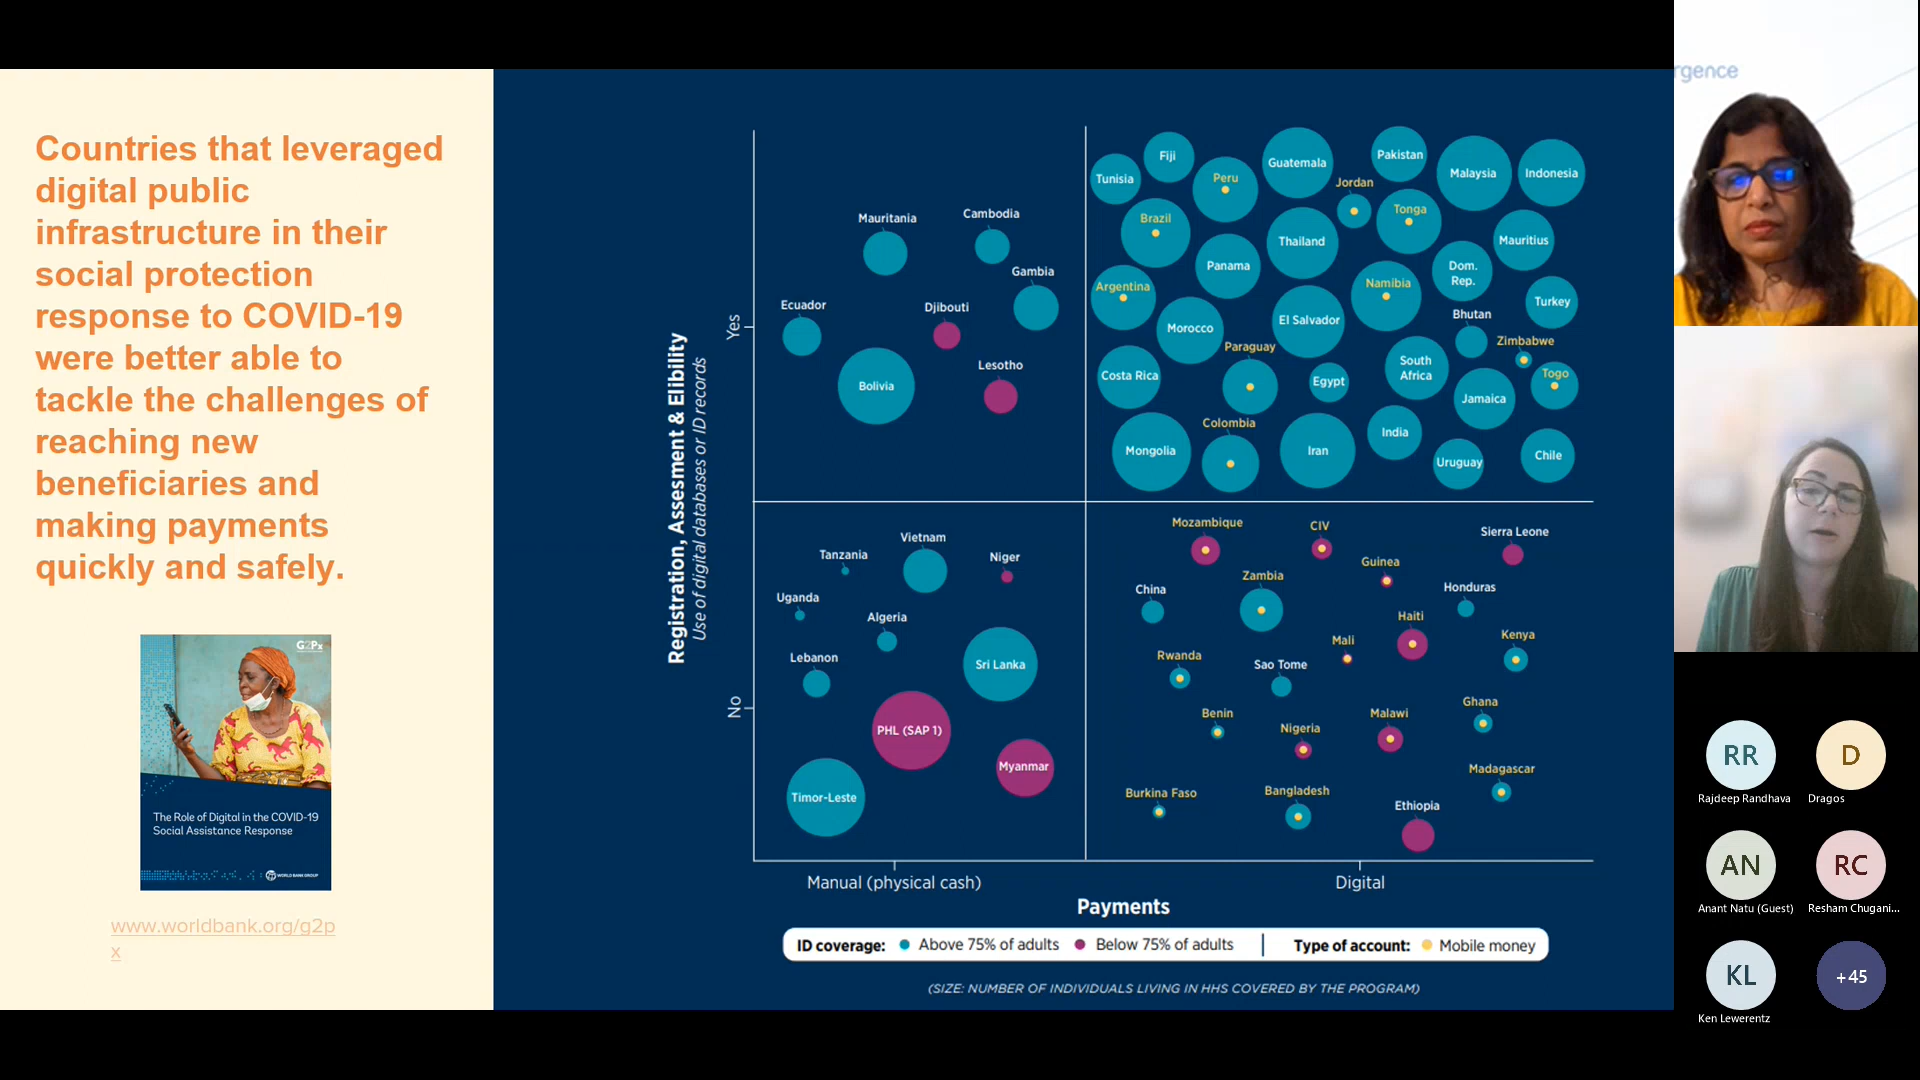 Countries that leveraged
digital public
infrastructure in their
social protection
response to COVID-19
were better able to
tackle the challenges of
reaching new
beneficiaries and
making payments
quickly and safely.
G2Px
The Role of Digital in the COVID-19
Social Assistance Response
WORLD BANK GROUP
www.worldbank.org/g2p
x
Registration, Assesment & Elibility
Use of digital databases or ID records
Yes
No
Mauritania
Cambodia
Gambia
Ecuador
Djibouti
Lesotho
Bolivia
Tunisia
Fiji
Peru
Guatemala
Jordan
Pakistan
Malaysia
Indonesia
Brazil
Tonga
Thailand
Mauritius
Panama
Dom.
Rep.
Argentina
Namibia
Turkey
Morocco
El Salvador
Bhutan
Zimbabwe
Paraguay
South
Africa
Togo
Costa Rica
Egypt
Jamaica
Colombia
Mongolia
Iran
India
Uruguay
Chile
Vietnam
Tanzania
Niger
Uganda
Algeria
Lebanon
Sri Lanka
PHL (SAP 1)
Myanmar
Timor-Leste
Mozambique
CIV
Sierra Leone
Guinea
Zambia
China
Honduras
Haiti
Mali
Kenya
Rwanda
Sao Tome
Benin
Nigeria
Malawi
Ghana
Madagascar
Burkina Faso
Bangladesh
Ethiopia
Manual (physical cash)
Digital
Payments
ID coverage: Above 75% of adults Below 75% of adults Type of account: Mobile money
(SIZE: NUMBER OF INDIVIDUALS LIVING IN HHS COVERED BY THE PROGRAM)
rgence
RR
D
Rajdeep Randhava
Dragos
AN
RC
Anant Natu (Guest)
Resham Chugani...
KL
+45
Ken Lewerentz